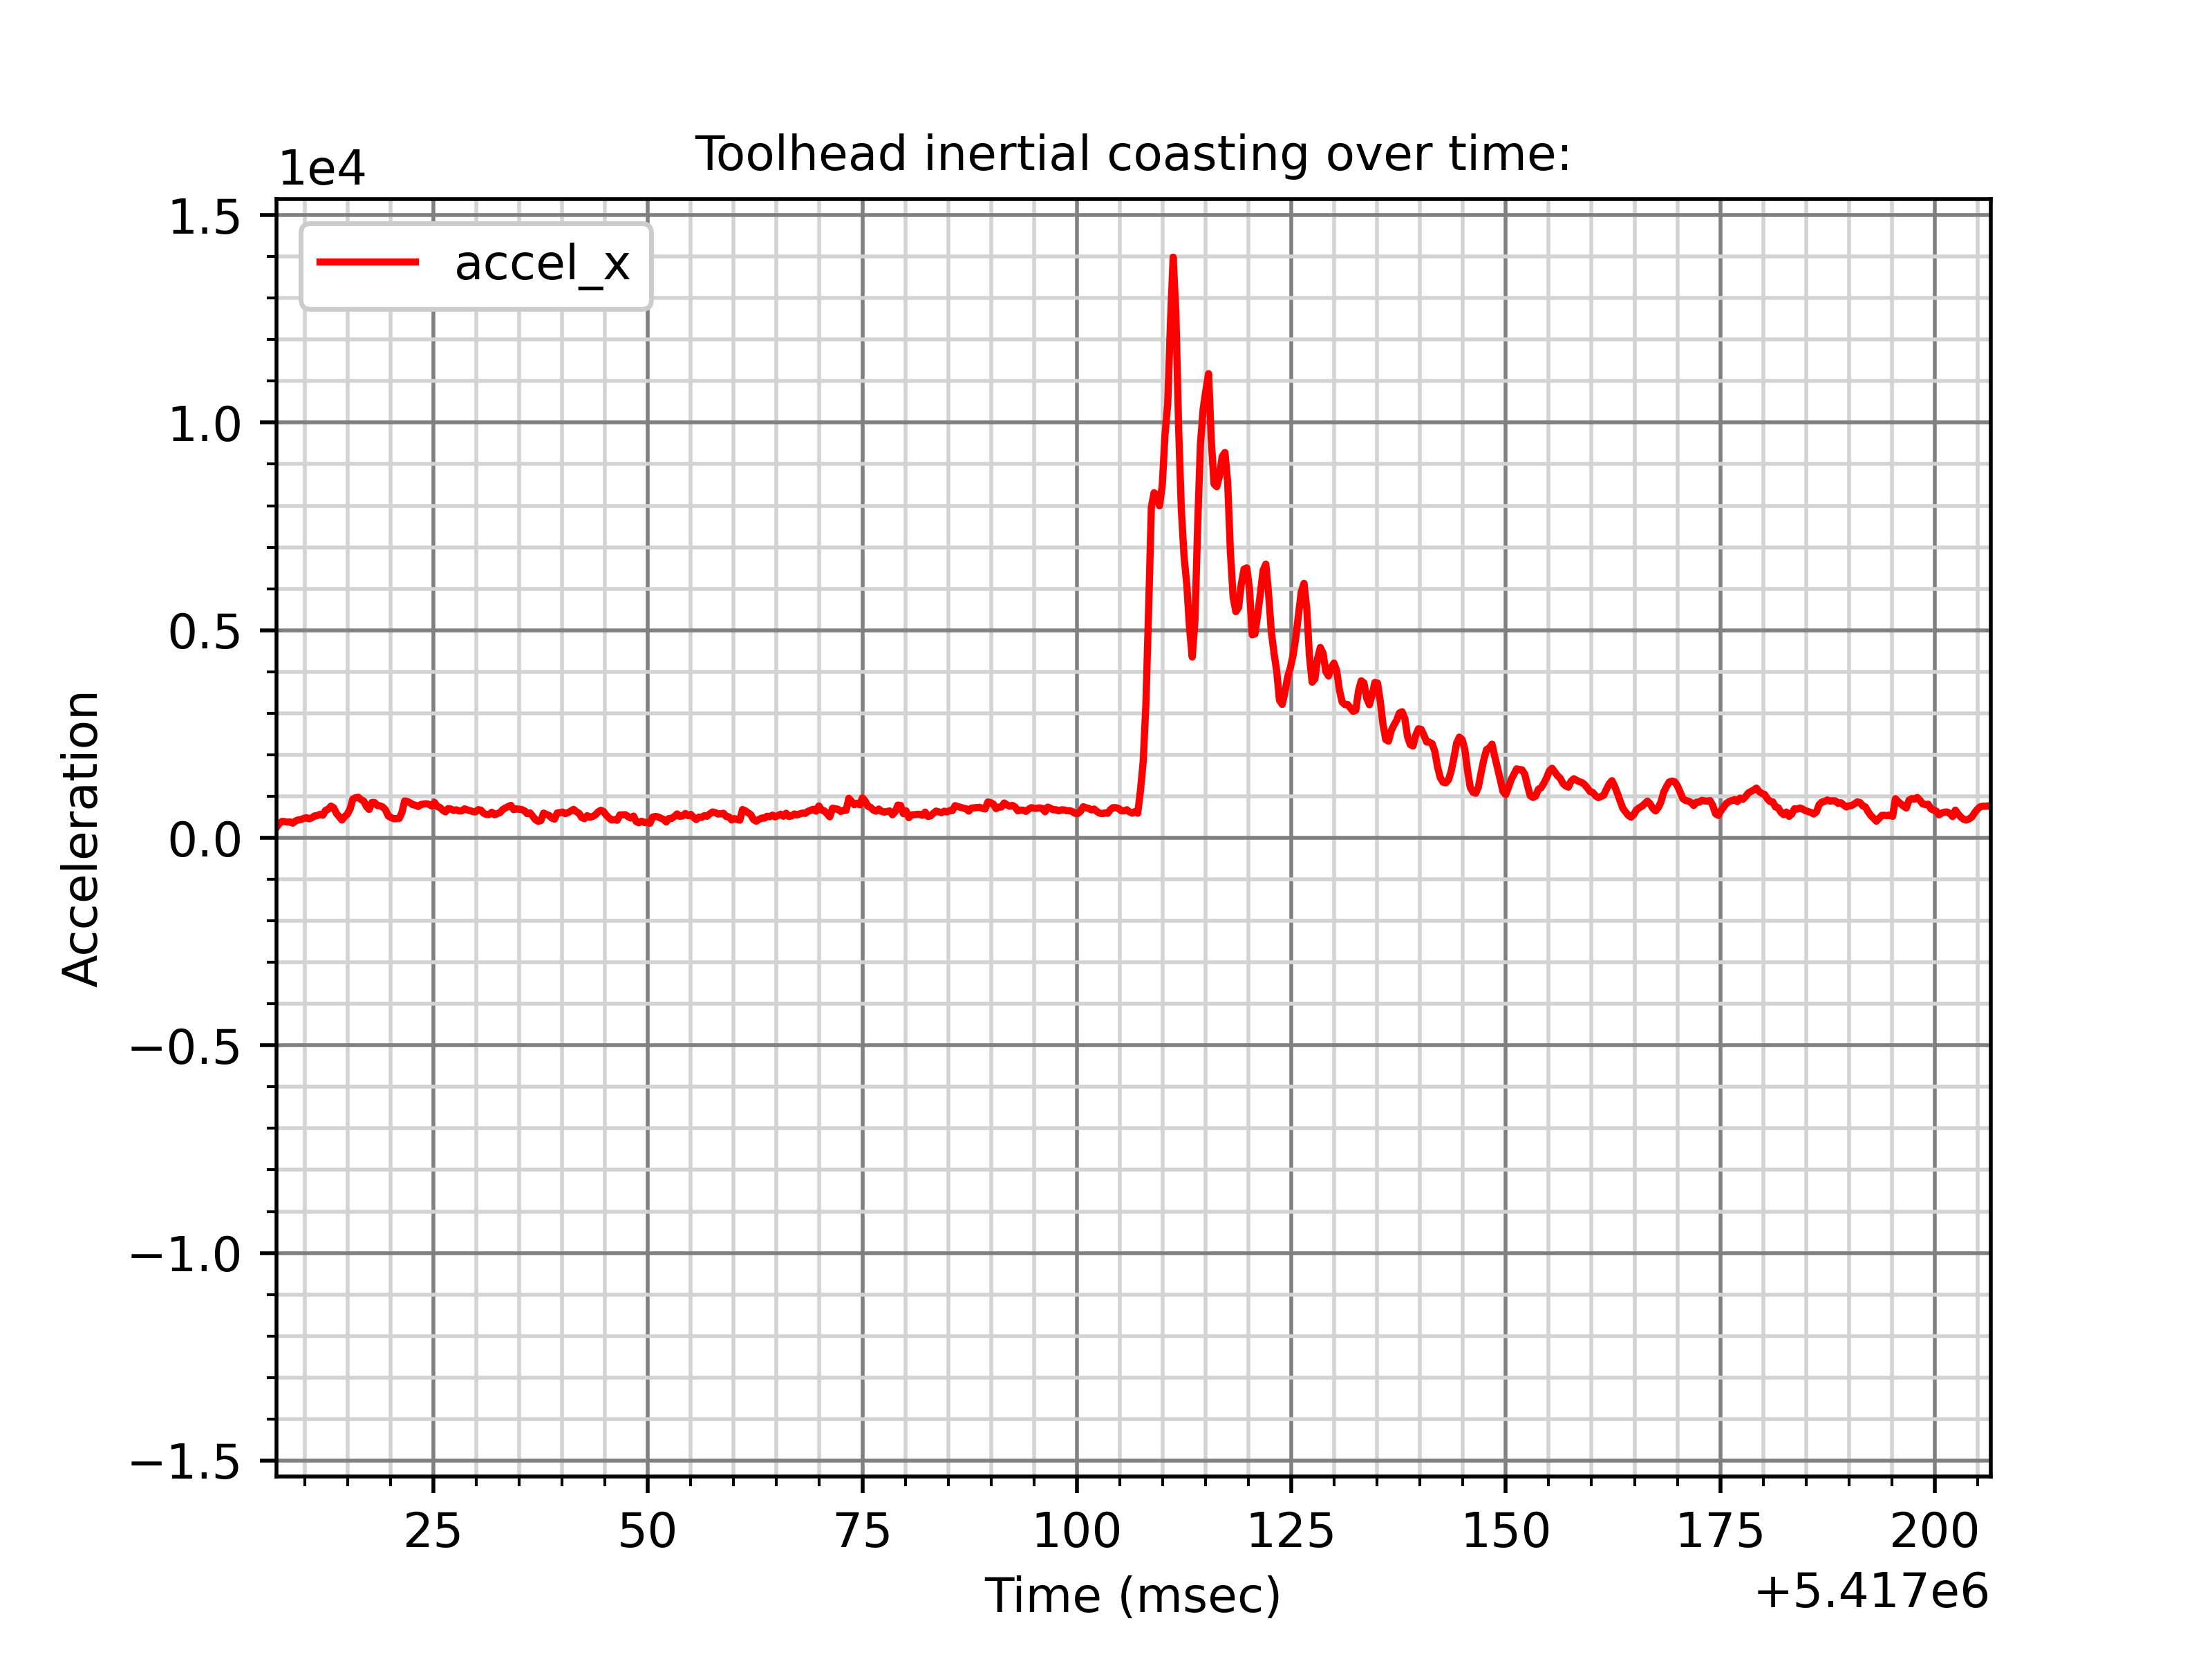 Toolhead inertial coasting over time:
1e4
accel_x
1.5
1.0
0.5
0.0
−0.5
−1.0
−1.5
Acceleration
25 50 75 100 125 150 175 200
Time (msec)
+5.417e6